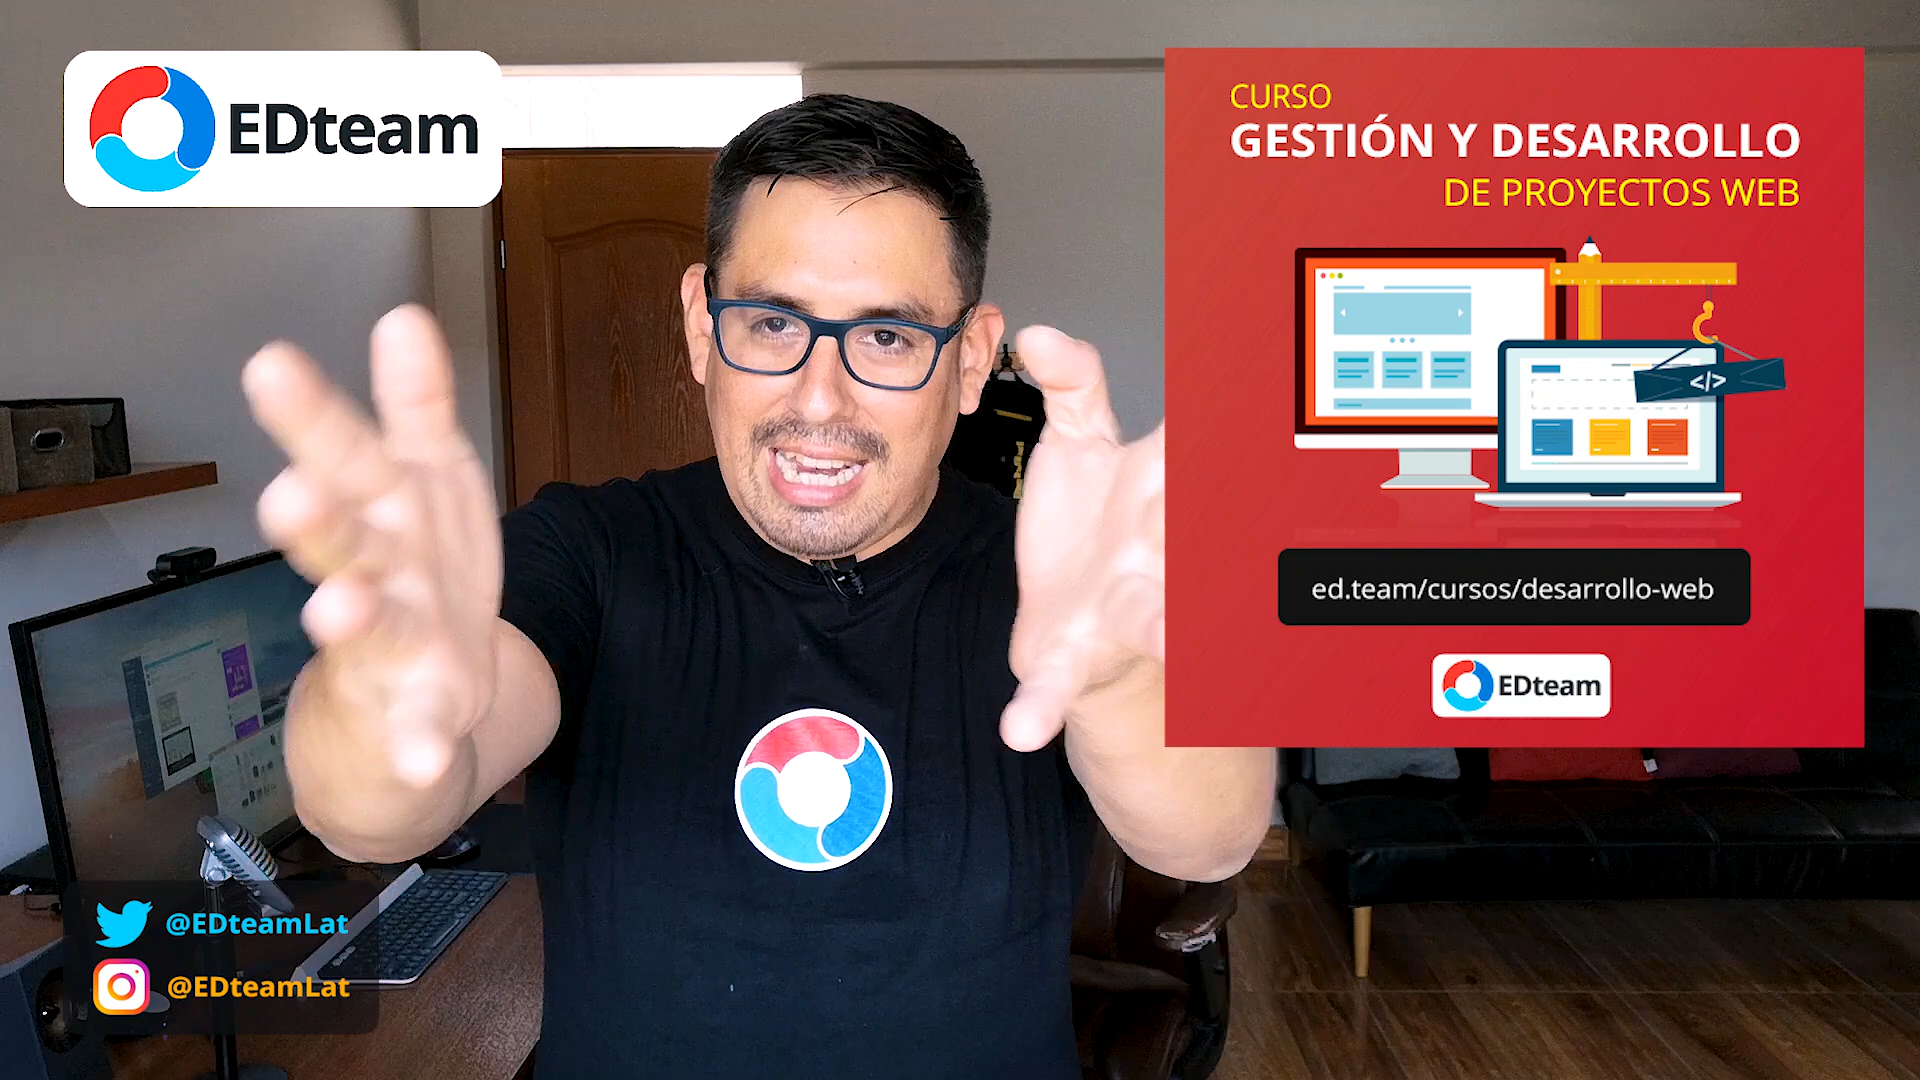 EDteam
CURSO
GESTIÓN Y DESARROLLO
DE PROYECTOS WEB
</>
ed.team/cursos/desarrollo-web
EDteam
@EDteamLat
@EDteamLat